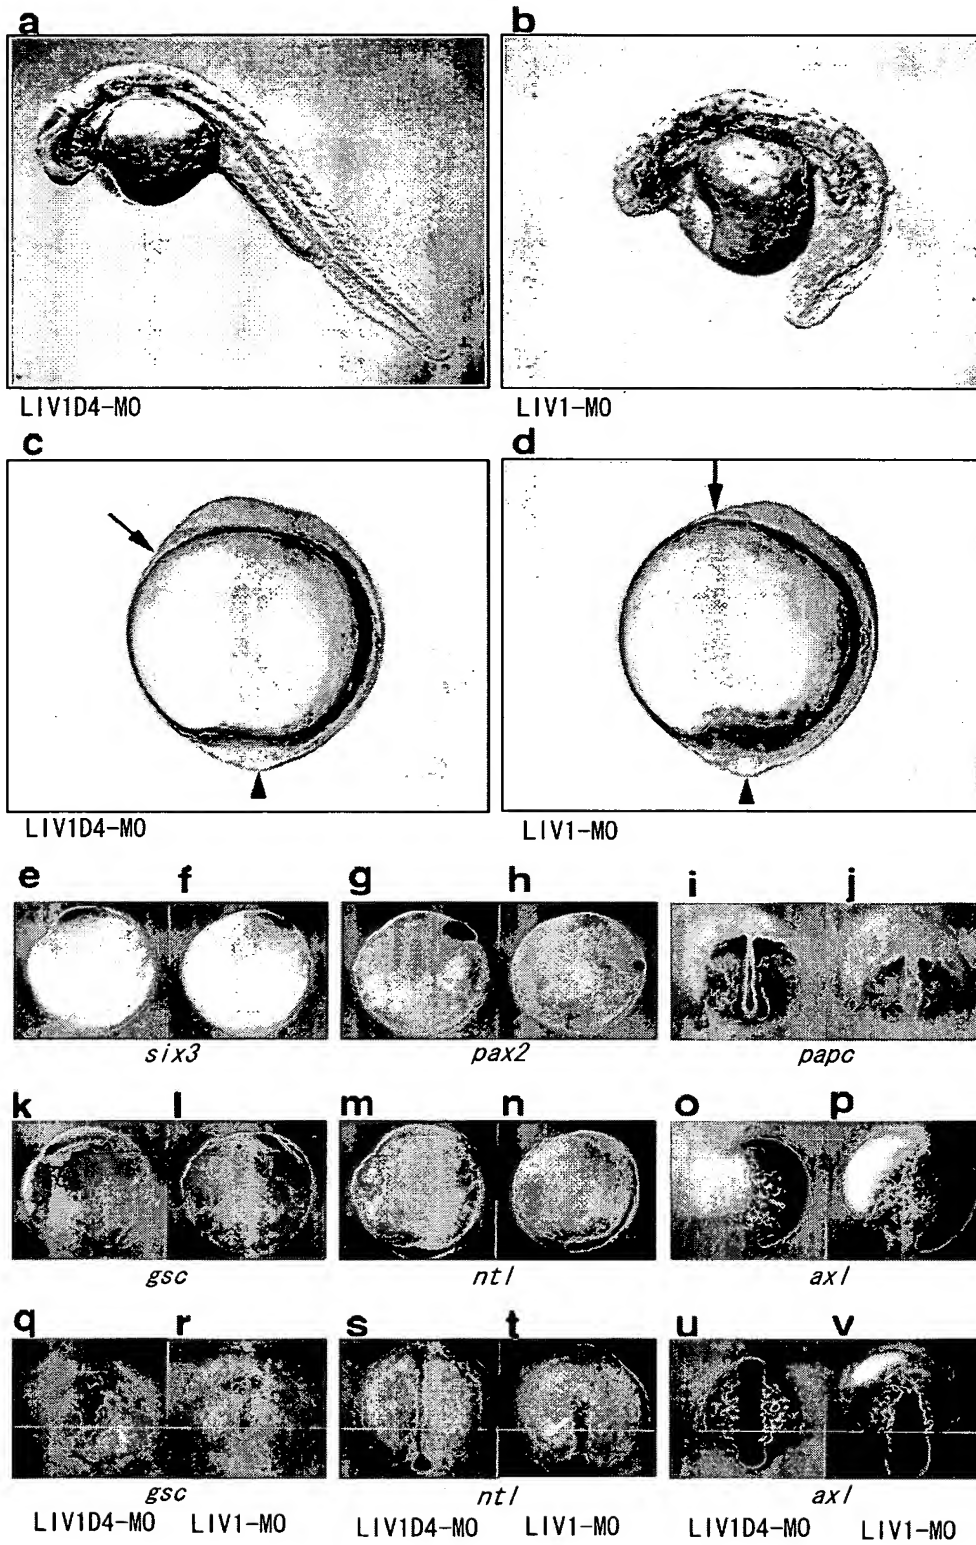 a b
LIV1D4-MO LIV1-MO
c d
LIV1D4-MO LIV1-MO
e f g h i j
six3 pax2 papc
k l m n o p
gsc ntl axl
q r s t u v
gsc ntl axl
LIV1D4-MO LIV1-MO LIV1D4-MO LIV1-MO LIV1D4-MO LIV1-MO